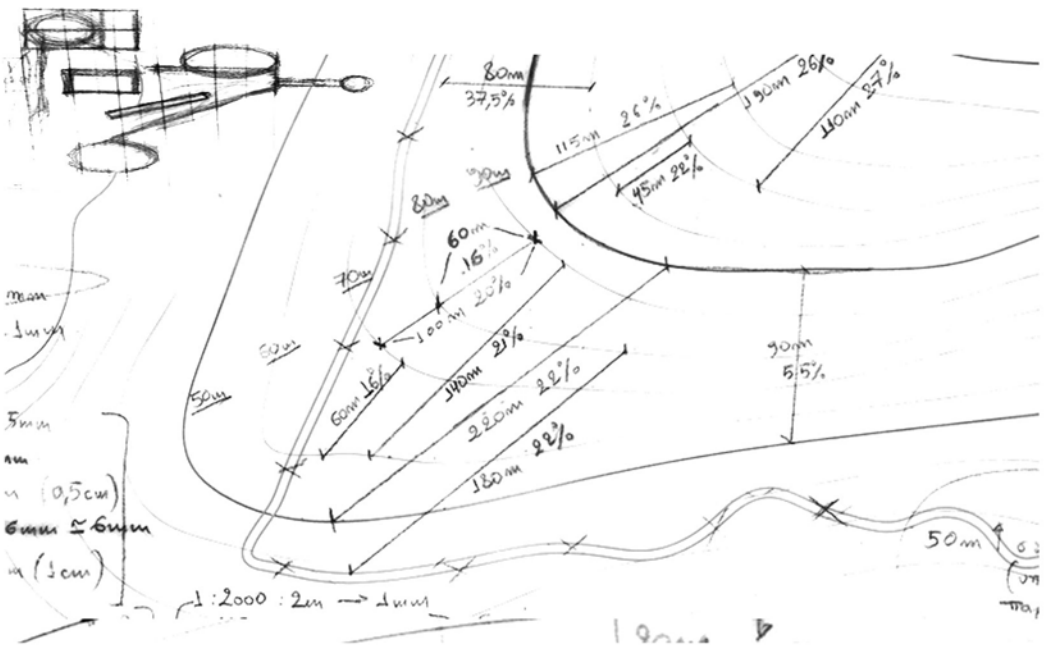 80m
37,5%
190m 26%
110m 27%
115m 26%
45m 22%
90m
80m
60m
16%
70m
100m 20%
60m
21%
140m
60m 16%
50m
220m 22%
180m 22%
90m
5,5%
1mm
5mm
(0,5cm)
6mm ≃ 6mm
(1cm)
1:2000 : 2m → 1mm
50m